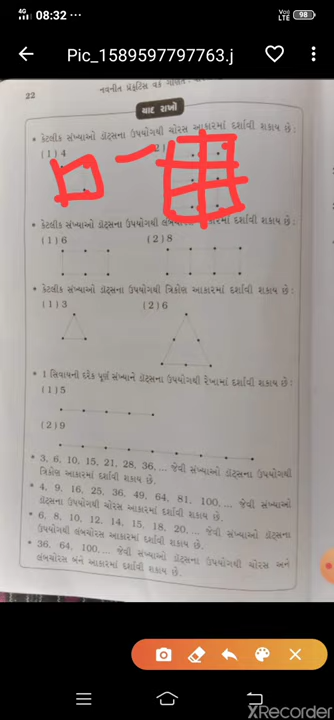 4G 08:32 VoI) LTE 98
Pic_1589597797763.j
22 નવનીત પ્રૅક્ટિસ વર્ક ગણિત
યાદ રાખો
• કેટલીક સંખ્યાઓ ડૉટ્સના ઉપયોગથી ચોરસ આકારમાં દર્શાવી શકાય છે :
(1) 4
• કેટલીક સંખ્યાઓ ડૉટ્સના ઉપયોગથી આકારમાં દર્શાવી શકાય છે :
(1) 6 (2) 8
• કેટલીક સંખ્યાઓ ડૉટ્સના ઉપયોગથી ત્રિકોણ આકારમાં દર્શાવી શકાય છે :
(1) 3 (2) 6
• 1 સિવાયની દરેક પૂર્ણ સંખ્યાને ડૉટ્સના ઉપયોગથી રેખામાં દર્શાવી શકાય છે :
(1) 5
(2) 9
• 3, 6, 10, 15, 21, 28, 36, ... જેવી સંખ્યાઓ ડૉટ્સના ઉપયોગથી
ત્રિકોણ આકારમાં દર્શાવી શકાય છે.
• 4, 9, 16, 25, 36, 49, 64, 81, 100, ... જેવી સંખ્યાઓ
ડૉટ્સના ઉપયોગથી ચોરસ આકારમાં દર્શાવી શકાય છે.
• 6, 8, 10, 12, 14, 15, 18, 20, ... જેવી સંખ્યાઓ ડૉટ્સના
ઉપયોગથી લંબચોરસ આકારમાં દર્શાવી શકાય છે.
• 36, 64, 100, ... જેવી સંખ્યાઓ ડૉટ્સના ઉપયોગથી ચોરસ અને
લંબચોરસ બંને આકારમાં દર્શાવી શકાય છે.
XRecorder